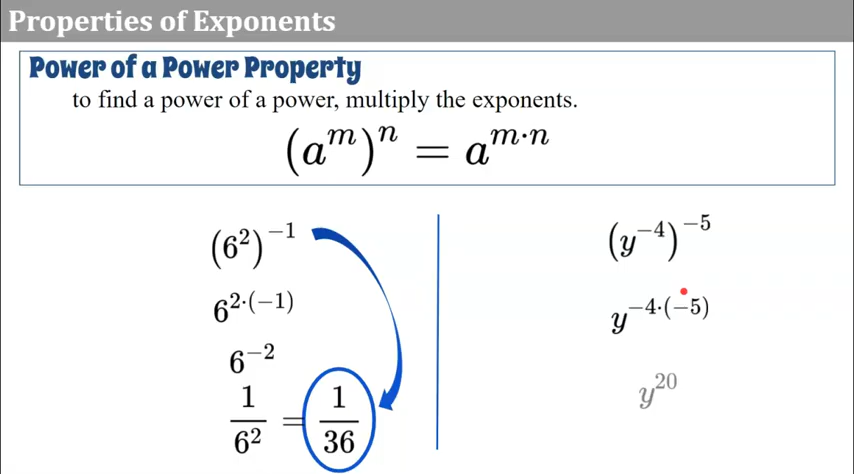 Properties of Exponents
Power of a Power Property
to find a power of a power, multiply the exponents.
(a^m)^n = a^{m·n}
(6^2)^{-1}
6^{2·(-1)}
6^{-2}
1/6^2 = 1/36
(y^{-4})^{-5}
y^{-4·(-5)}
y^{20}